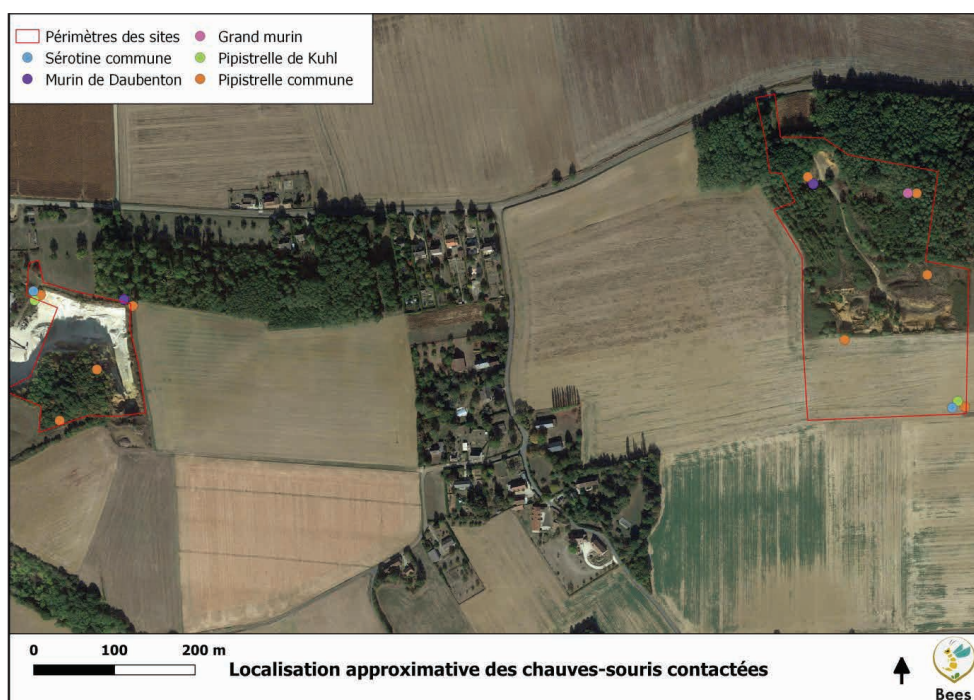 Périmètres des sites
Sérotine commune
Murin de Daubenton
Grand murin
Pipistrelle de Kuhl
Pipistrelle commune
0 100 200 m
Localisation approximative des chauves-souris contactées
Bees